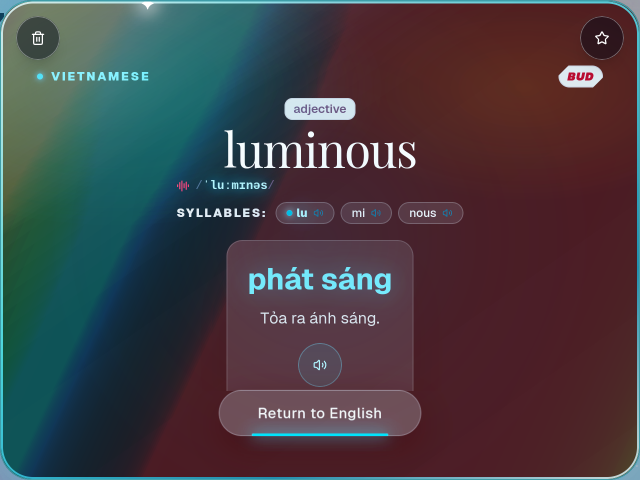 VIETNAMESE
BUD
adjective
luminous
/ˈluːmɪnəs/
SYLLABLES: lu mi nous
phát sáng
Tỏa ra ánh sáng.
Return to English